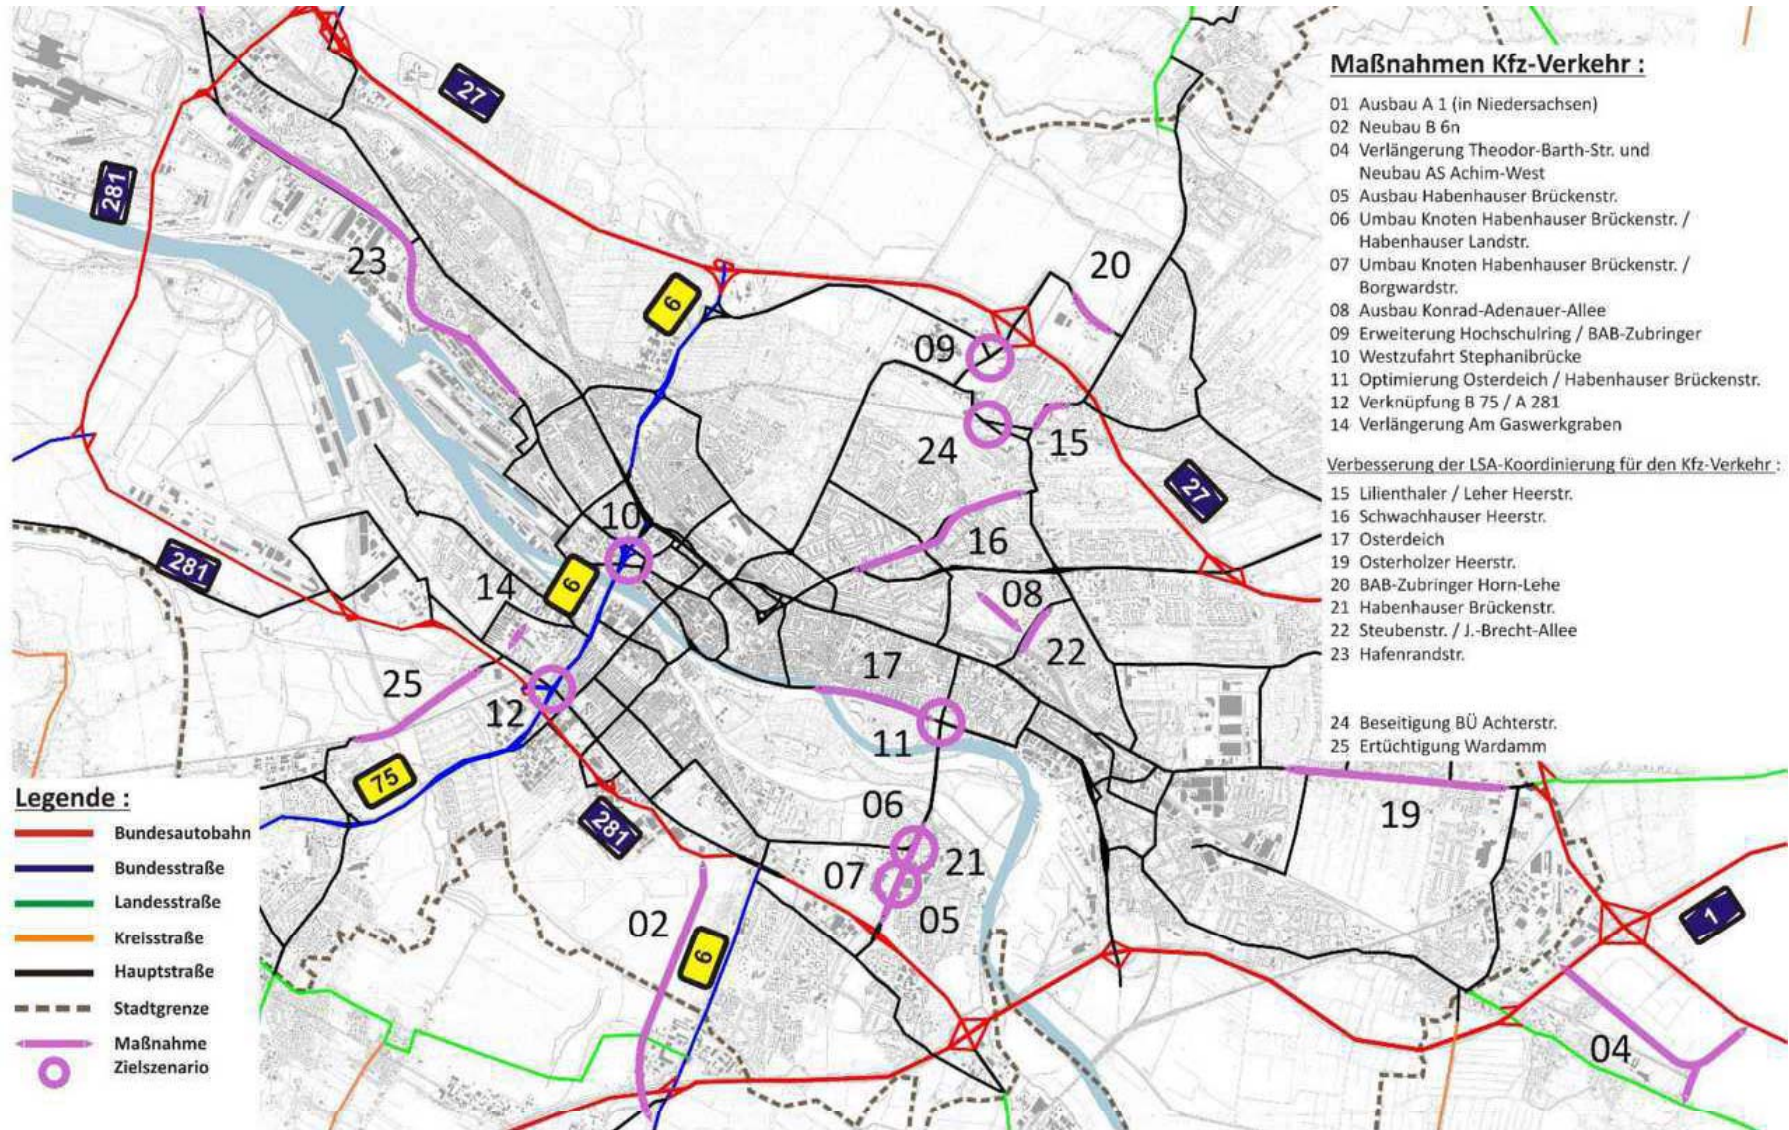 Maßnahmen Kfz-Verkehr :
01 Ausbau A 1 (in Niedersachsen)
02 Neubau B 6n
04 Verlängerung Theodor-Barth-Str. und
Neubau AS Achim-West
05 Ausbau Habenhauser Brückenstr.
06 Umbau Knoten Habenhauser Brückenstr. /
Habenhauser Landstr.
07 Umbau Knoten Habenhauser Brückenstr. /
Borgwardstr.
08 Ausbau Konrad-Adenauer-Allee
09 Erweiterung Hochschulring / BAB-Zubringer
10 Westzufahrt Stephanibrücke
11 Optimierung Osterdeich / Habenhauser Brückenstr.
12 Verknüpfung B 75 / A 281
14 Verlängerung Am Gaswerkgraben
Verbesserung der LSA-Koordinierung für den Kfz-Verkehr :
15 Lilienthaler / Leher Heerstr.
16 Schwachhauser Heerstr.
17 Osterdeich
19 Osterholzer Heerstr.
20 BAB-Zubringer Horn-Lehe
21 Habenhauser Brückenstr.
22 Steubenstr. / J.-Brecht-Allee
23 Hafenrandstr.
24 Beseitigung BÜ Achterstr.
25 Ertüchtigung Wardamm
27
281
23
6
20
09
24
15
27
10
16
281
14
6
08
22
17
25
12
11
75
281
06
19
07
21
05
02
6
1
04
Legende :
Bundesautobahn
Bundesstraße
Landesstraße
Kreisstraße
Hauptstraße
Stadtgrenze
Maßnahme
Zielszenario